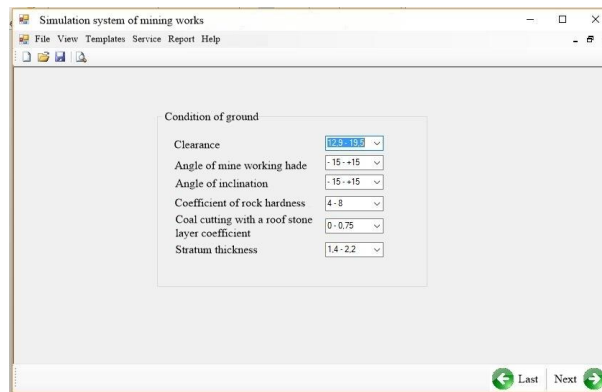 Simulation system of mining works
File View Templates Service Report Help
Condition of ground
Clearance 12,9 - 19,5
Angle of mine working hade - 15 - +15
Angle of inclination - 15 - +15
Coefficient of rock hardness 4 - 8
Coal cutting with a roof stone
layer coefficient 0 - 0,75
Stratum thickness 1,4 - 2,2
Last Next